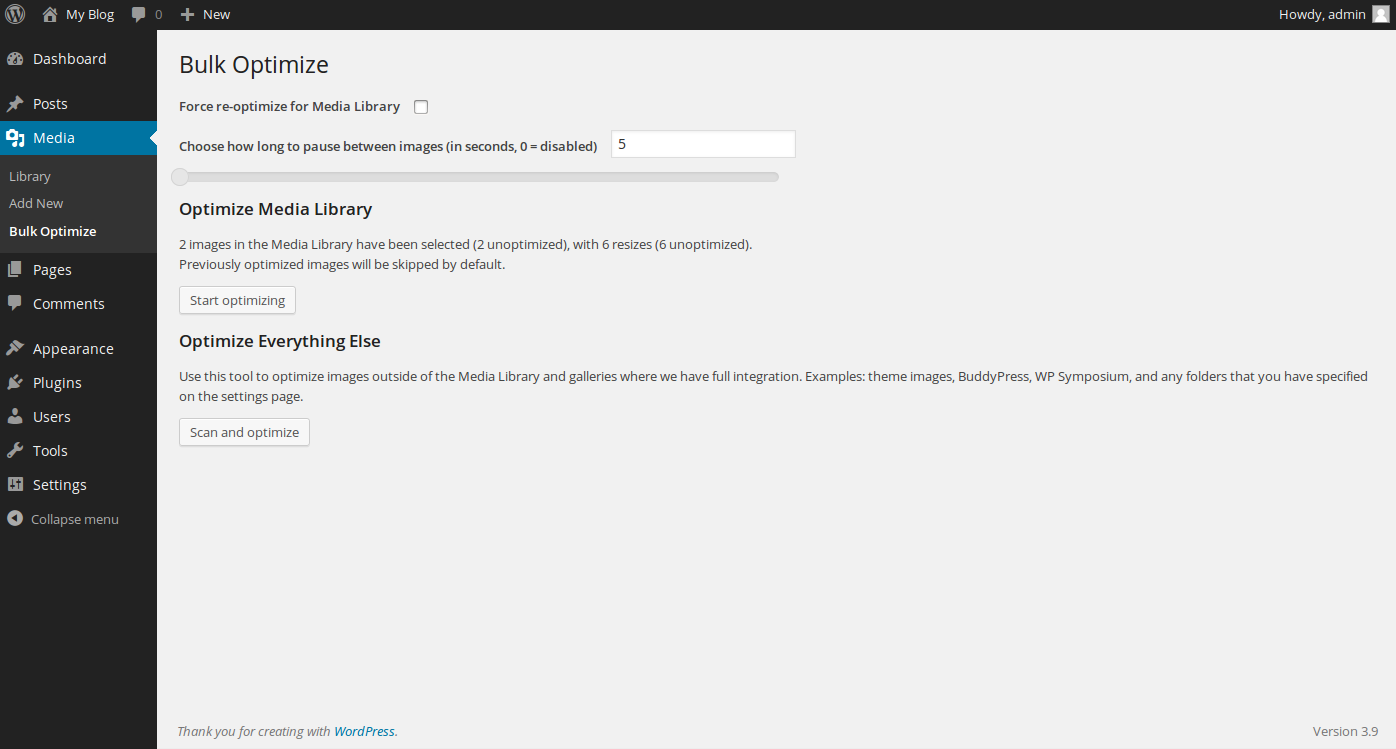 My Blog 0 New Howdy, admin
Dashboard
Posts
Media
Library
Add New
Bulk Optimize
Pages
Comments
Appearance
Plugins
Users
Tools
Settings
Collapse menu
Bulk Optimize
Force re-optimize for Media Library
Choose how long to pause between images (in seconds, 0 = disabled) 5
Optimize Media Library
2 images in the Media Library have been selected (2 unoptimized), with 6 resizes (6 unoptimized).
Previously optimized images will be skipped by default.
Start optimizing
Optimize Everything Else
Use this tool to optimize images outside of the Media Library and galleries where we have full integration. Examples: theme images, BuddyPress, WP Symposium, and any folders that you have specified
on the settings page.
Scan and optimize
Thank you for creating with WordPress. Version 3.9